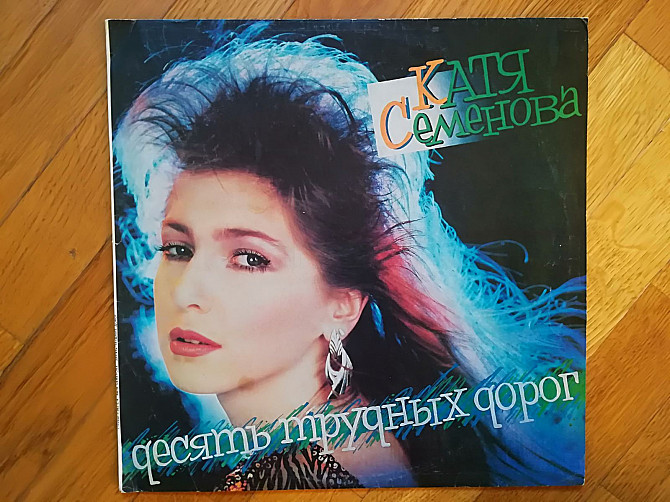 Катя
Семенова
десять трудных дорог